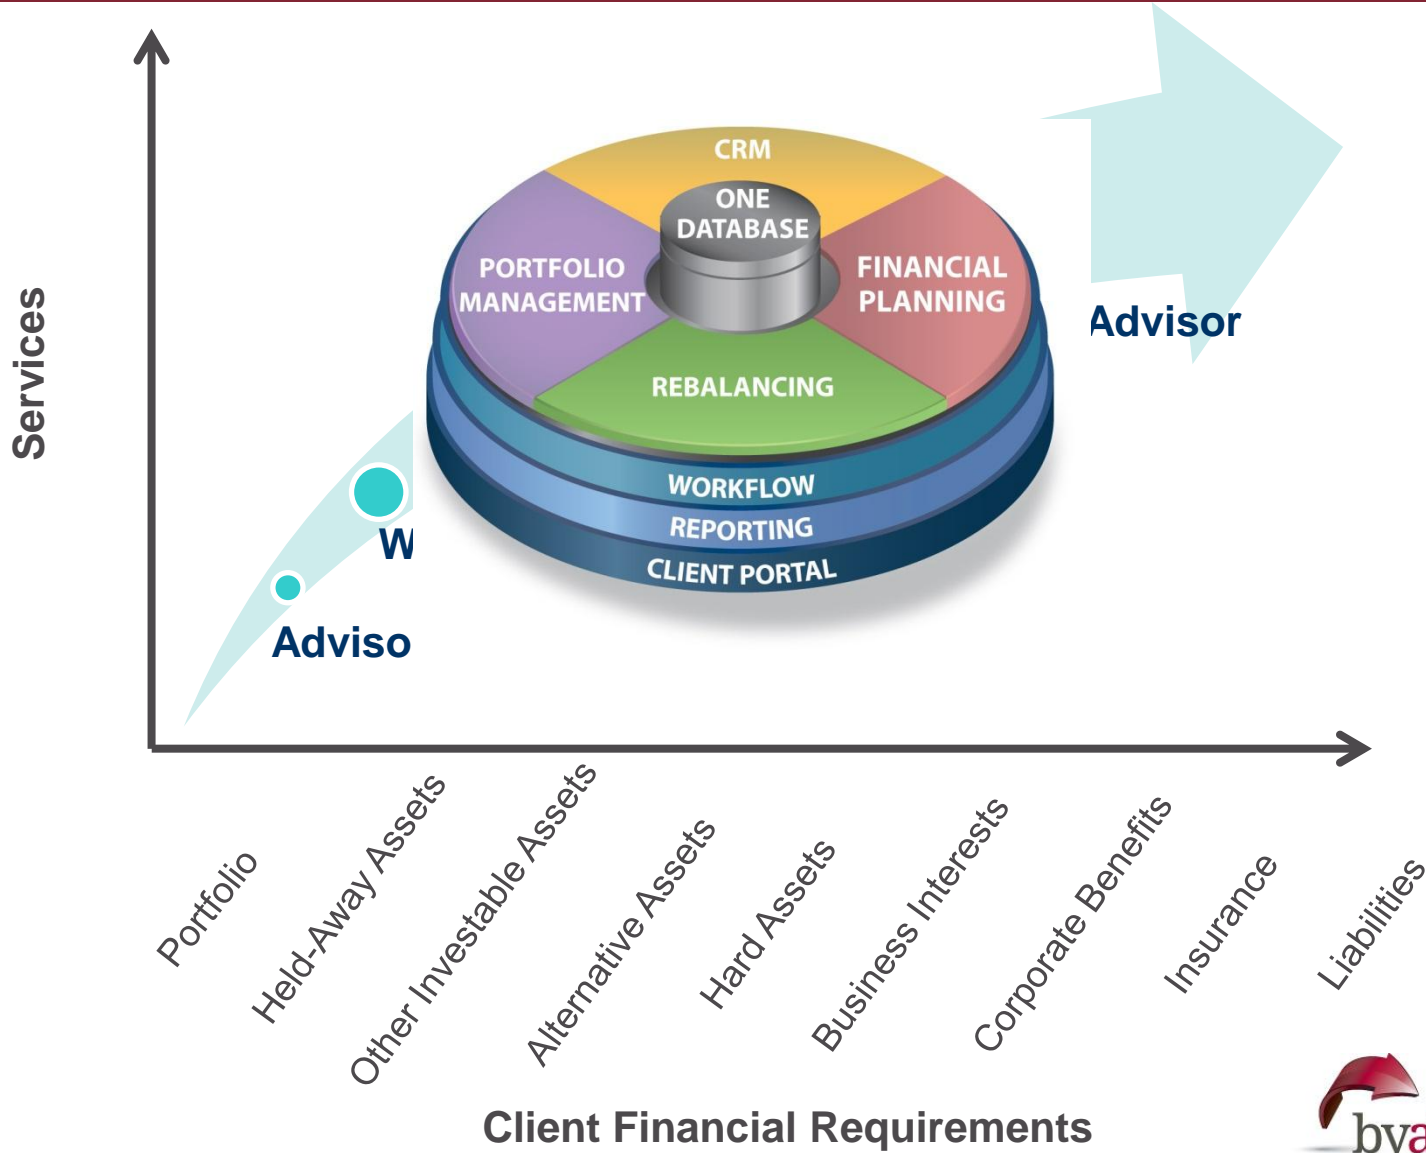 CRM
ONE
DATABASE
PORTFOLIO
MANAGEMENT
FINANCIAL
PLANNING
REBALANCING
WORKFLOW
REPORTING
CLIENT PORTAL
Services
Advisor
W
Adviso
Portfolio
Held-Away Assets
Other Investable Assets
Alternative Assets
Hard Assets
Business Interests
Corporate Benefits
Insurance
Liabilities
Client Financial Requirements
bva